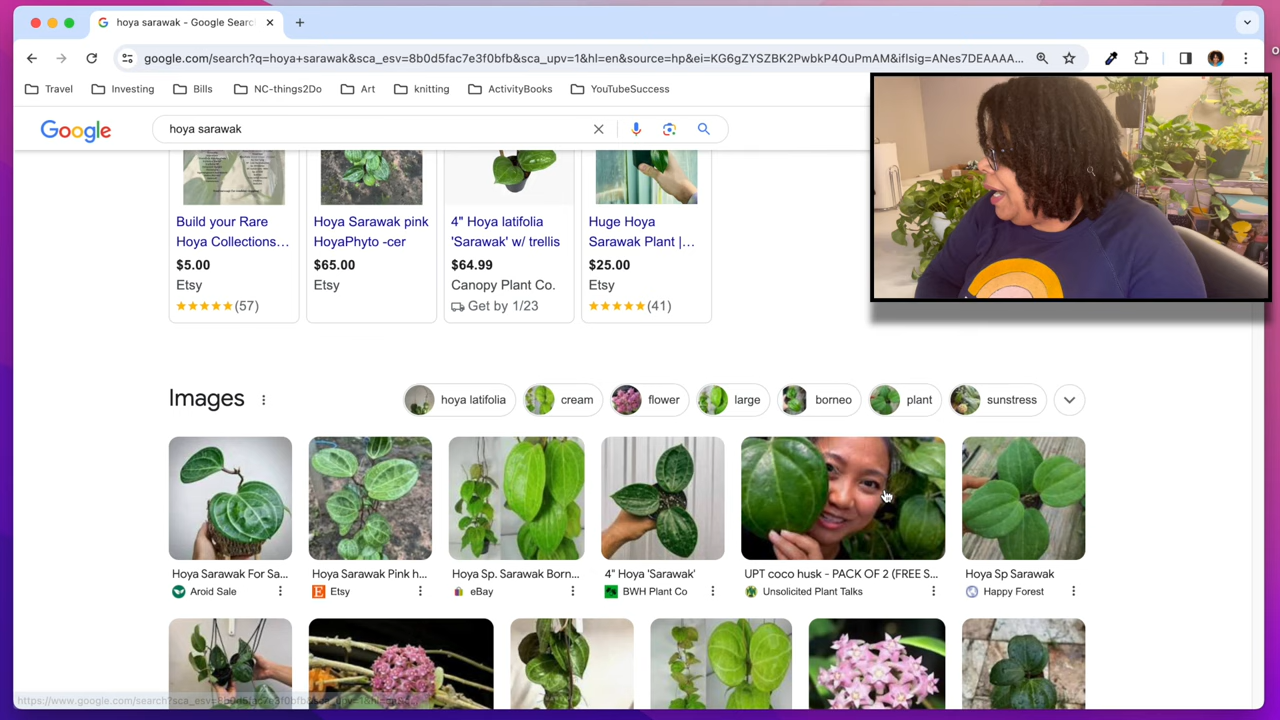 hoya sarawak - Google Searc
google.com/search?q=hoya+sarawak&sca_esv=8b0d5fac7e3f0bfb&sca_upv=1&hl=en&source=hp&ei=KG6gZYSZBK2PwbkP4OuPmAM&iflsig=ANes7DEAAAA...
Travel Investing Bills NC-things2Do Art knitting ActivityBooks YouTubeSuccess
Google hoya sarawak
Build your Rare
Hoya Collections...
$5.00
Etsy
(57)
Hoya Sarawak pink
HoyaPhyto -cer
$65.00
Etsy
4" Hoya latifolia
'Sarawak' w/ trellis
$64.99
Canopy Plant Co.
Get by 1/23
Huge Hoya
Sarawak Plant |...
$25.00
Etsy
(41)
Images
hoya latifolia cream flower large borneo plant sunstress
Hoya Sarawak For Sa...
Aroid Sale
Hoya Sarawak Pink h...
Etsy
Hoya Sp. Sarawak Born...
eBay
4" Hoya 'Sarawak'
BWH Plant Co
UPT coco husk - PACK OF 2 (FREE S...
Unsolicited Plant Talks
Hoya Sp Sarawak
Happy Forest